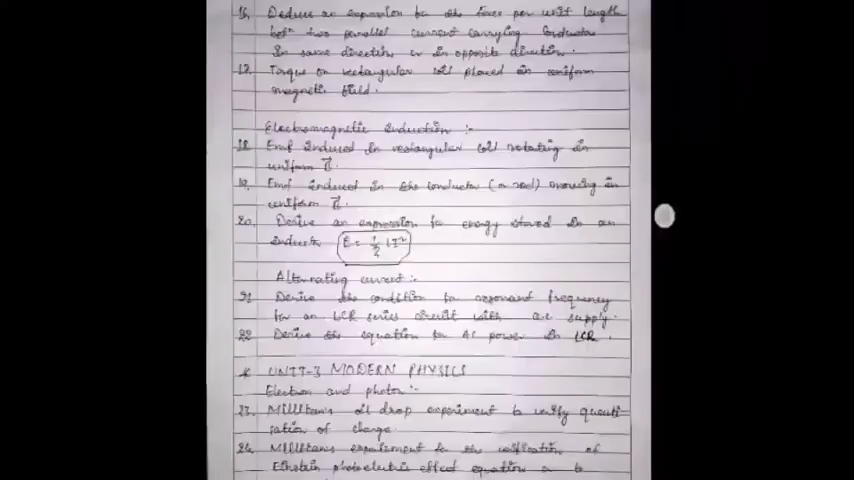 16. Deduce an expression for the force per unit length
betn two parallel current carrying conductor
in same direction or in opposite direction.
17. Torque on rectangular coil placed in uniform
magnetic field.
Electromagnetic induction :-
18. Emf induced in rectangular coil rotating in
uniform B.
19. Emf induced in the conductor (or rod) moving in
uniform B.
20. Derive an expression for energy stored in an
inductor E = 1/2 LI²
Alternating current :-
21 Derive the condition for resonant frequency
for an LCR series circuit with a.c supply.
22 Derive the equation for AC power in LCR.
* UNIT-3 MODERN PHYSICS
Electron and photon :-
23. Millikan's oil drop experiment to verify quanti-
sation of charge.
24. Millikan's experiment for the verification of
Einstein photoelectric effect equation or to